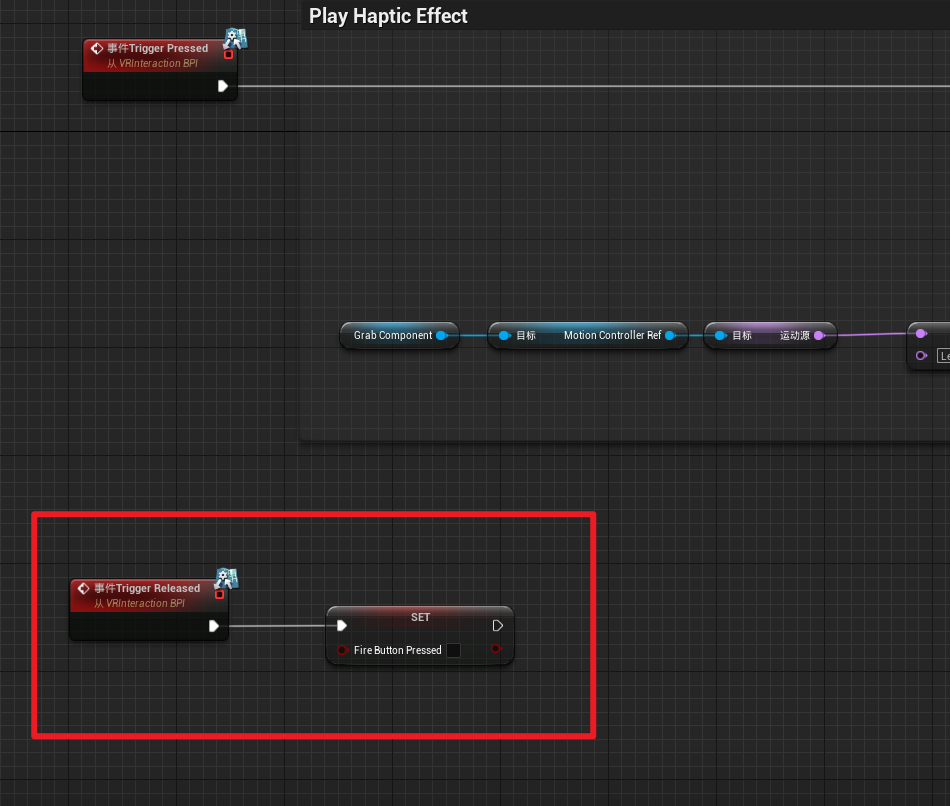 Play Haptic Effect
事件Trigger Pressed
从 VRInteraction BPI
Grab Component
目标 Motion Controller Ref
目标 运动源
Le
事件Trigger Released
从 VRInteraction BPI
SET
Fire Button Pressed